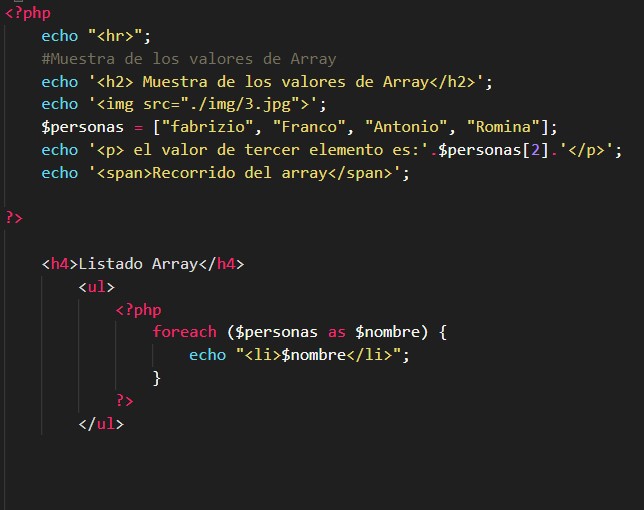 <?php
echo "<hr>";
#Muestra de los valores de Array
echo '<h2> Muestra de los valores de Array</h2>';
echo '<img src="./img/3.jpg">';
$personas = ["fabrizio", "Franco", "Antonio", "Romina"];
echo '<p> el valor de tercer elemento es:'.$personas[2].'</p>';
echo '<span>Recorrido del array</span>';
?>
<h4>Listado Array</h4>
<ul>
<?php
foreach ($personas as $nombre) {
echo "<li>$nombre</li>";
}
?>
</ul>